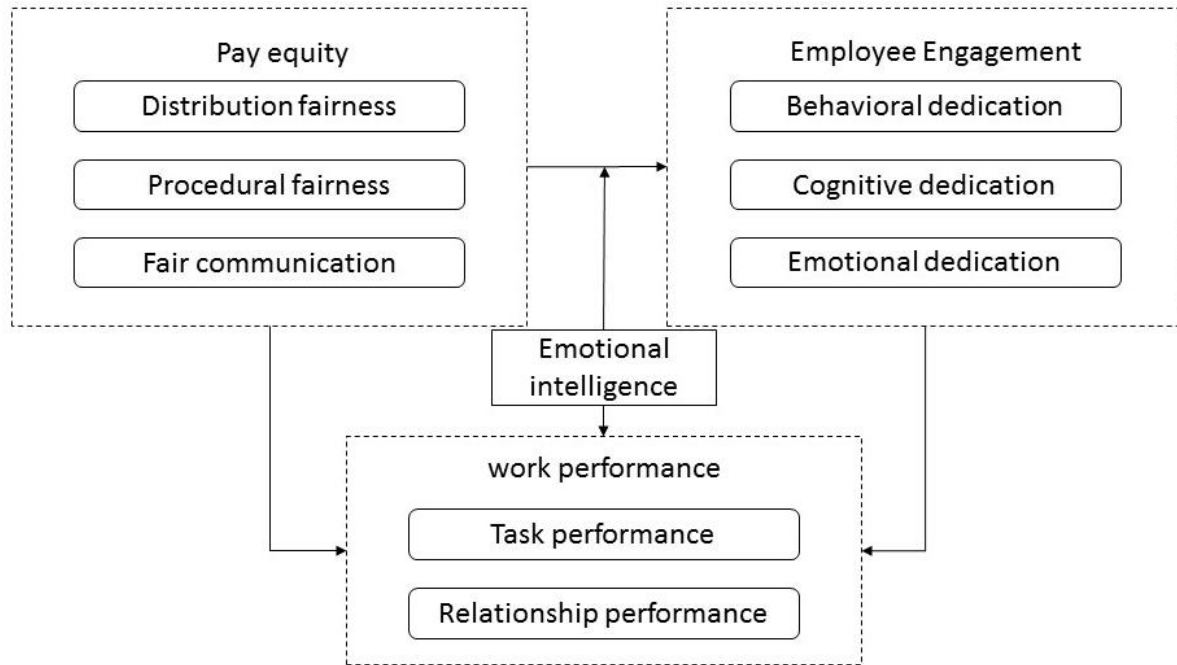 Pay equity
Distribution fairness
Procedural fairness
Fair communication
Employee Engagement
Behavioral dedication
Cognitive dedication
Emotional dedication
Emotional
intelligence
work performance
Task performance
Relationship performance